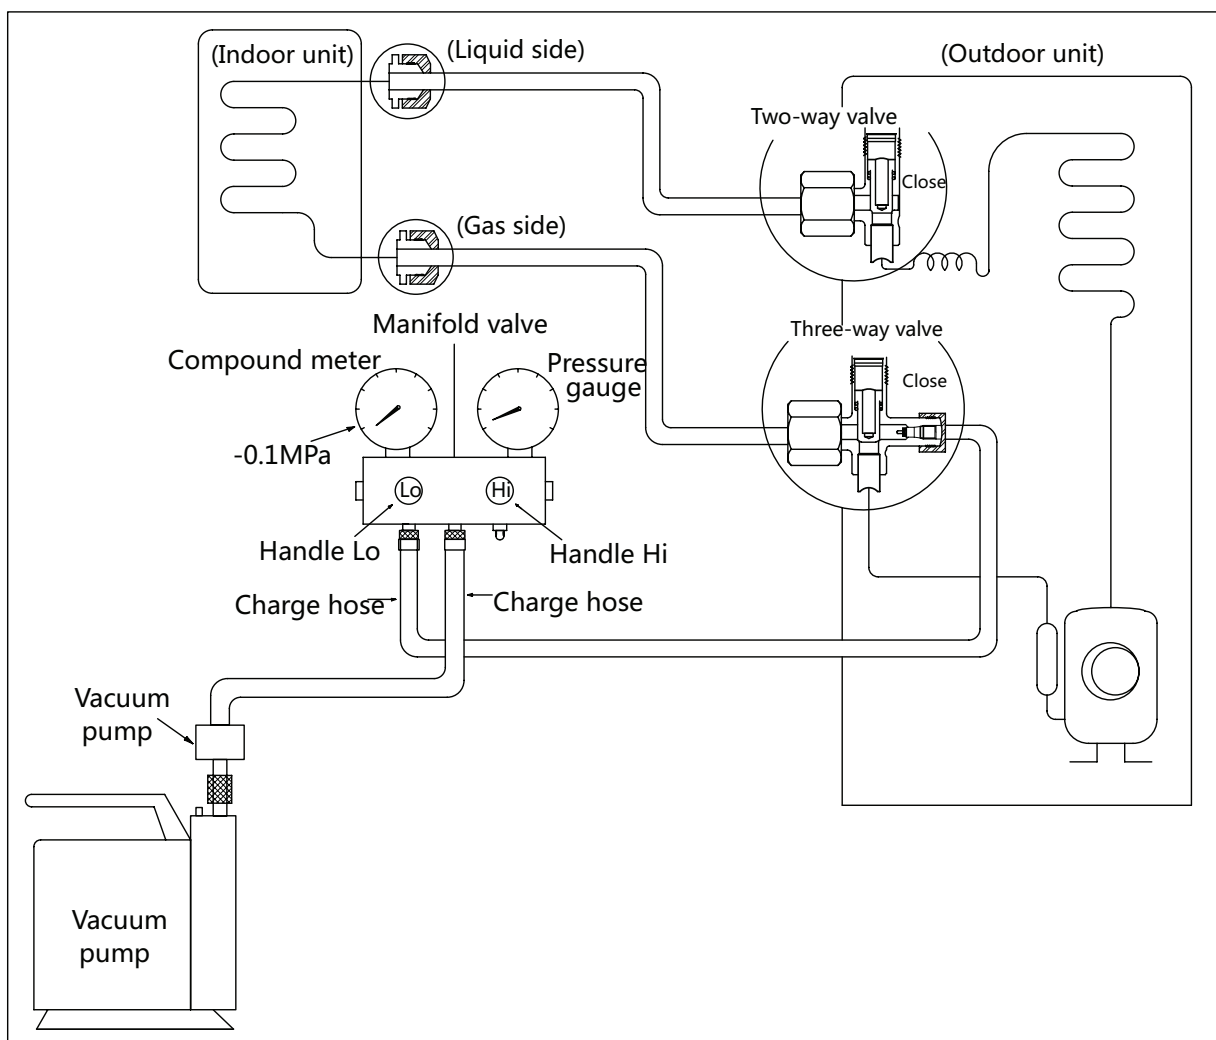 (Indoor unit)
(Liquid side)
(Outdoor unit)
Two-way valve
Close
(Gas side)
Manifold valve
Three-way valve
Compound meter
Pressure
gauge
Close
-0.1MPa
Lo
Hi
Handle Lo
Handle Hi
Charge hose
Charge hose
Vacuum
pump
Vacuum
pump